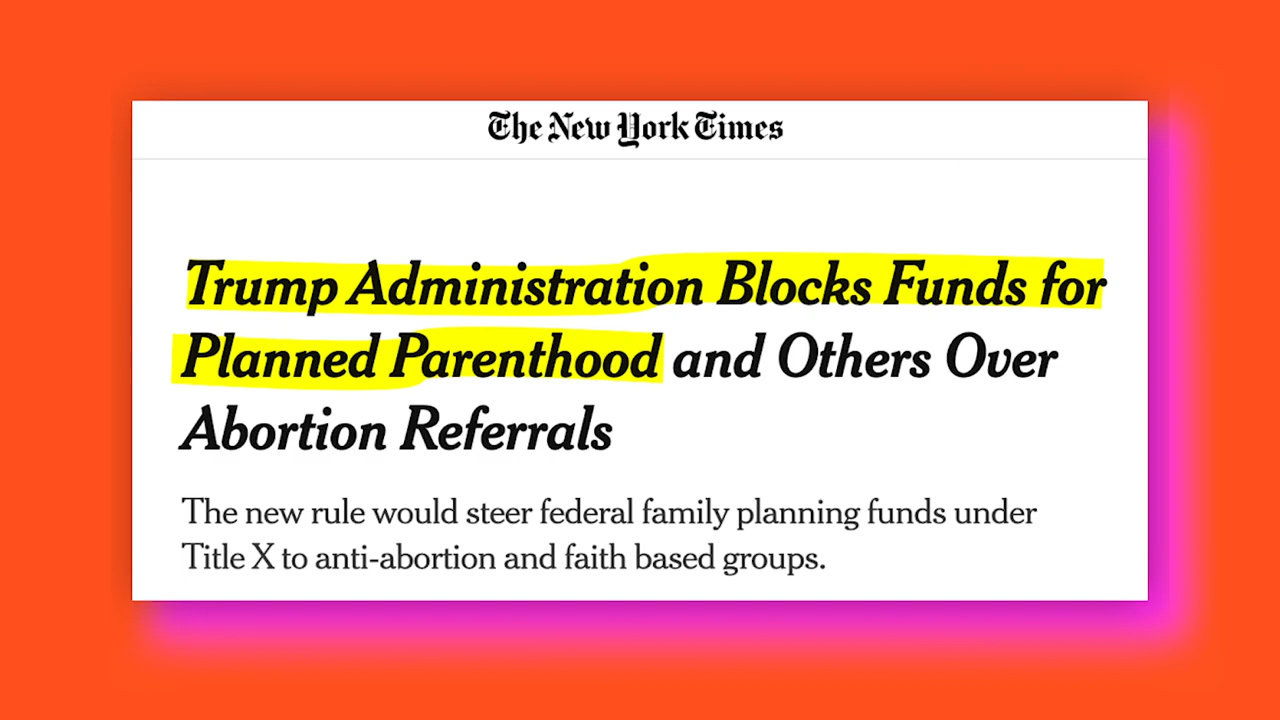 The New York Times
Trump Administration Blocks Funds for
Planned Parenthood and Others Over
Abortion Referrals
The new rule would steer federal family planning funds under
Title X to anti-abortion and faith based groups.